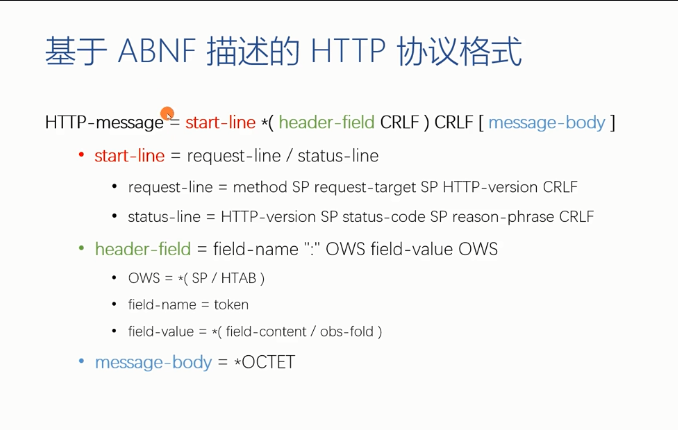 基于 ABNF 描述的 HTTP 协议格式
HTTP-message = start-line *( header-field CRLF ) CRLF [ message-body ]
• start-line = request-line / status-line
• request-line = method SP request-target SP HTTP-version CRLF
• status-line = HTTP-version SP status-code SP reason-phrase CRLF
• header-field = field-name ":" OWS field-value OWS
• OWS = *( SP / HTAB )
• field-name = token
• field-value = *( field-content / obs-fold )
• message-body = *OCTET